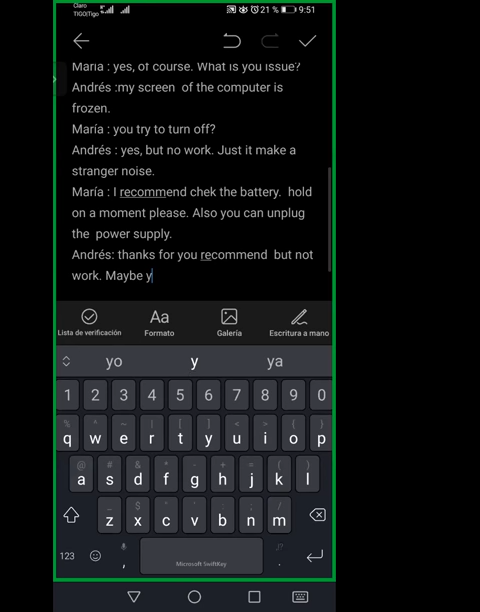 Claro
TIGO|Tigo
21 %
9:51
María : yes, of course. What is you issue?
Andrés :my screen  of the computer is
frozen.
María : you try to turn off?
Andrés : yes, but no work. Just it make a
stranger noise.
María : I recommend chek the battery.  hold
on a moment please. Also you can unplug
the  power supply.
Andrés: thanks for you recommend  but not
work. Maybe y
Lista de verificación
Aa
Formato
Galería
Escritura a mano
yo y ya
1 2 3 4 5 6 7 8 9 0
q w e r t y u i o p
a s d f g h j k l
z x c v b n m
123 , Microsoft SwiftKey .